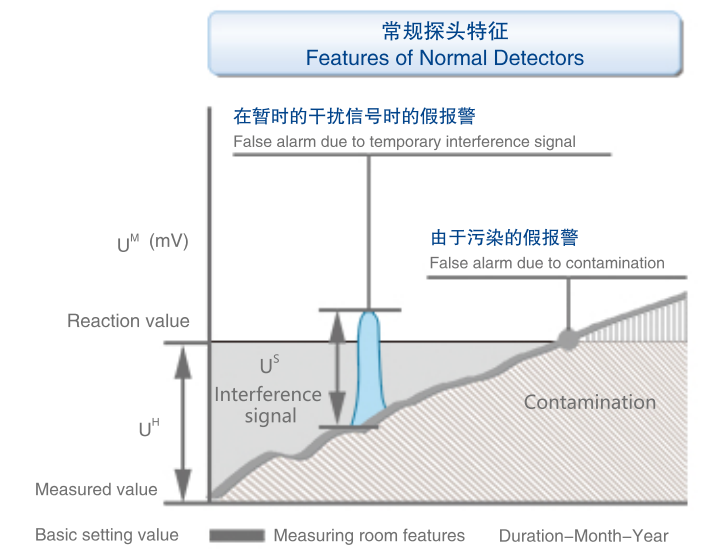 常规探头特征
Features of Normal Detectors
在暂时的干扰信号时的假报警
False alarm due to temporary interference signal
U^M (mV)
由于污染的假报警
False alarm due to contamination
Reaction value
U^S
Interference
signal
Contamination
U^H
Measured value
Basic setting value
Measuring room features
Duration–Month–Year